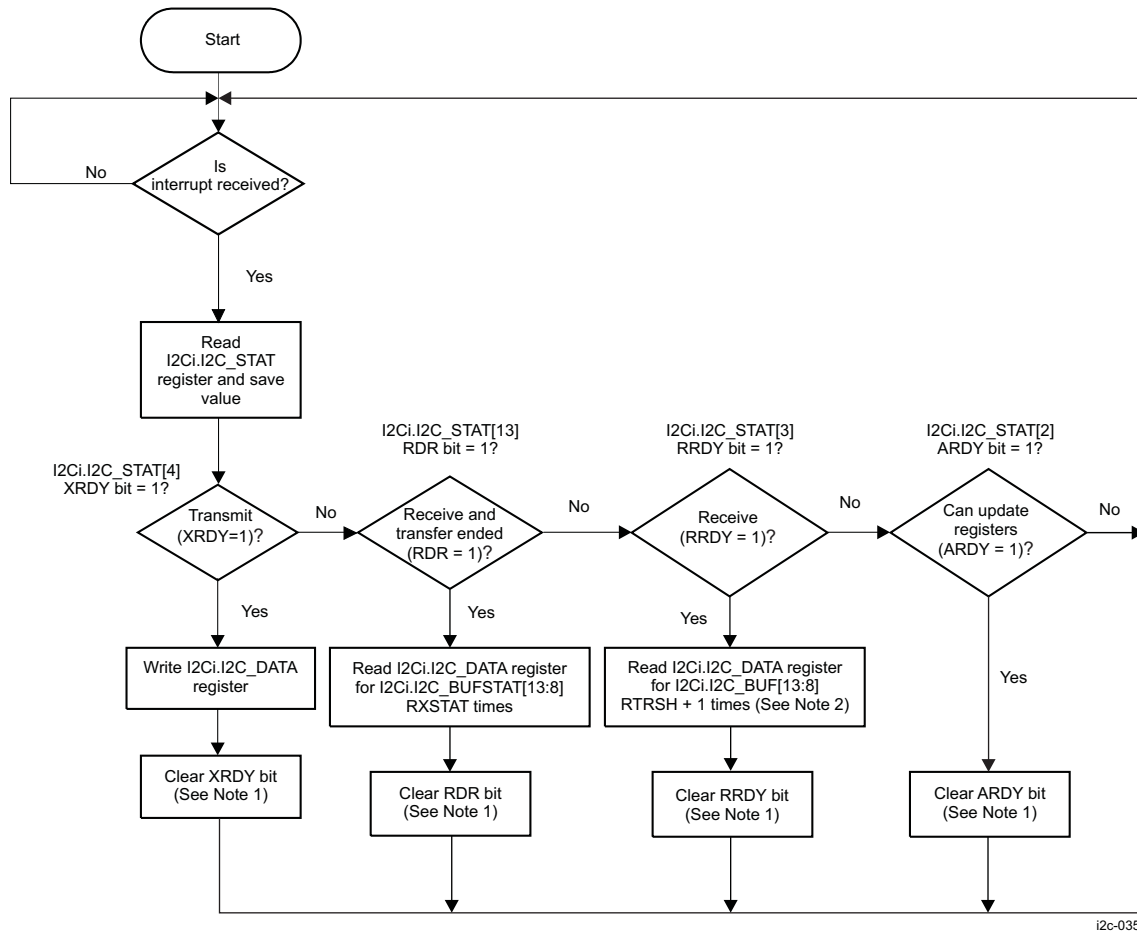 Start
Is
interrupt received?
No
Yes
Read
I2Ci.I2C_STAT
register and save
value
I2Ci.I2C_STAT[4]
XRDY bit = 1?
Transmit
(XRDY=1)?
No
I2Ci.I2C_STAT[13]
RDR bit = 1?
Receive and
transfer ended
(RDR = 1)?
No
I2Ci.I2C_STAT[3]
RRDY bit = 1?
Receive
(RRDY = 1)?
No
I2Ci.I2C_STAT[2]
ARDY bit = 1?
Can update
registers
(ARDY = 1)?
No
Yes
Write I2Ci.I2C_DATA
register
Clear XRDY bit
(See Note 1)
Yes
Read I2Ci.I2C_DATA register
for I2Ci.I2C_BUFSTAT[13:8]
RXSTAT times
Clear RDR bit
(See Note 1)
Yes
Read I2Ci.I2C_DATA register
for I2Ci.I2C_BUF[13:8]
RTRSH + 1 times (See Note 2)
Clear RRDY bit
(See Note 1)
Yes
Clear ARDY bit
(See Note 1)
i2c-035